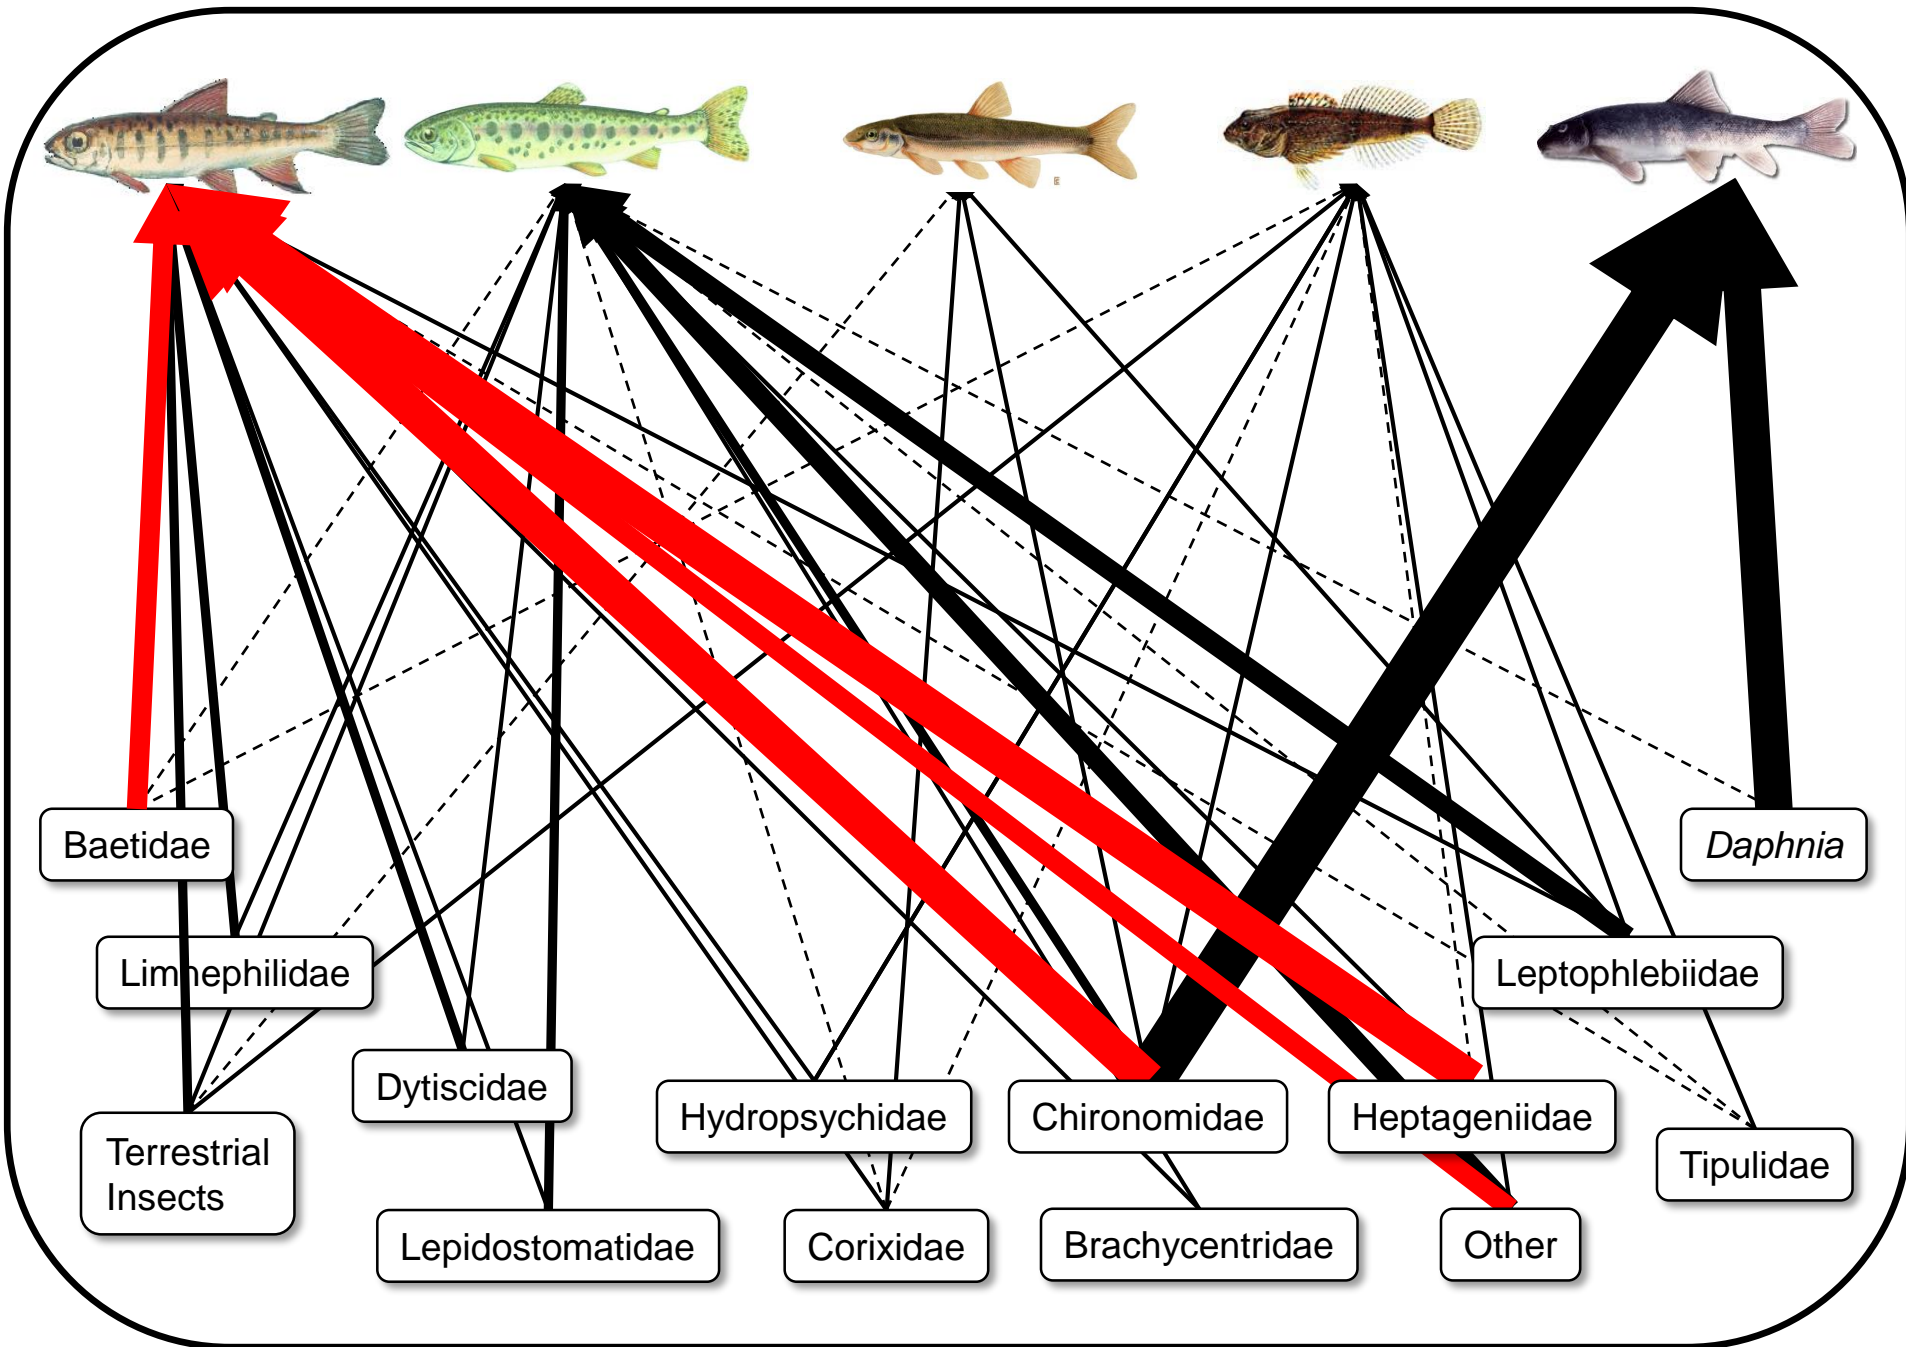 Baetidae
Daphnia
Limnephilidae
Leptophlebiidae
Dytiscidae
Hydropsychidae
Chironomidae
Heptageniidae
Terrestrial
Insects
Tipulidae
Lepidostomatidae
Corixidae
Brachycentridae
Other